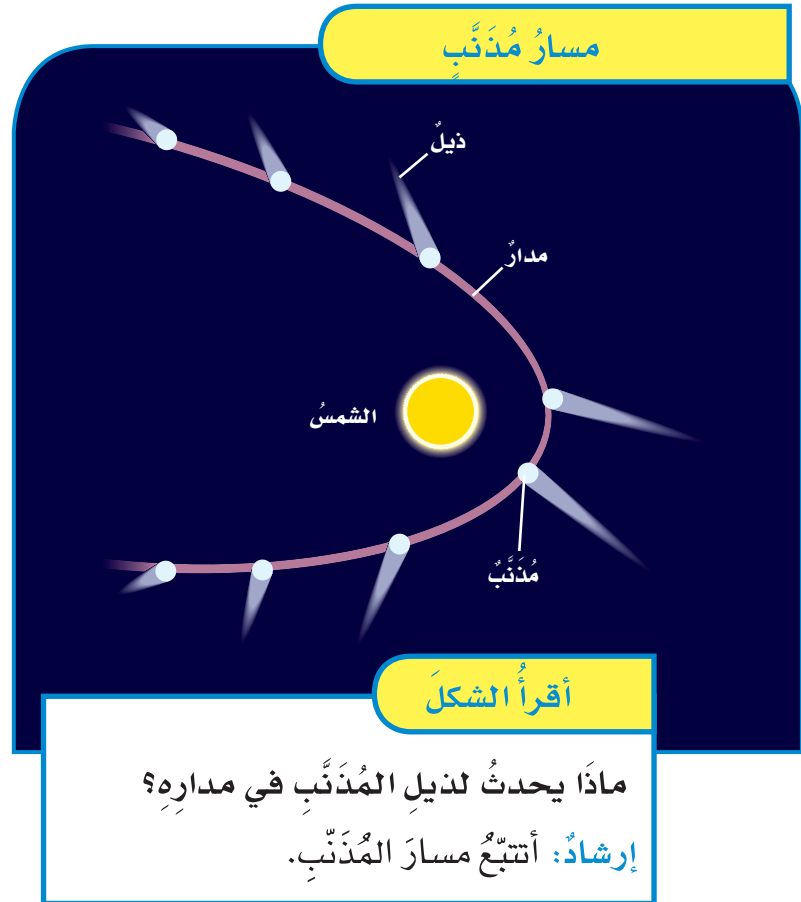 مسارُ مُذَنَّبٍ
ذيلٌ
مدارٌ
الشمسُ
مُذَنَّبٌ
أقرأُ الشكلَ
ماذَا يحدثُ لذيلِ المُذَنَّبِ في مدارِهِ؟
إرشادٌ: أتتبّعُ مسارَ المُذَنّبِ.